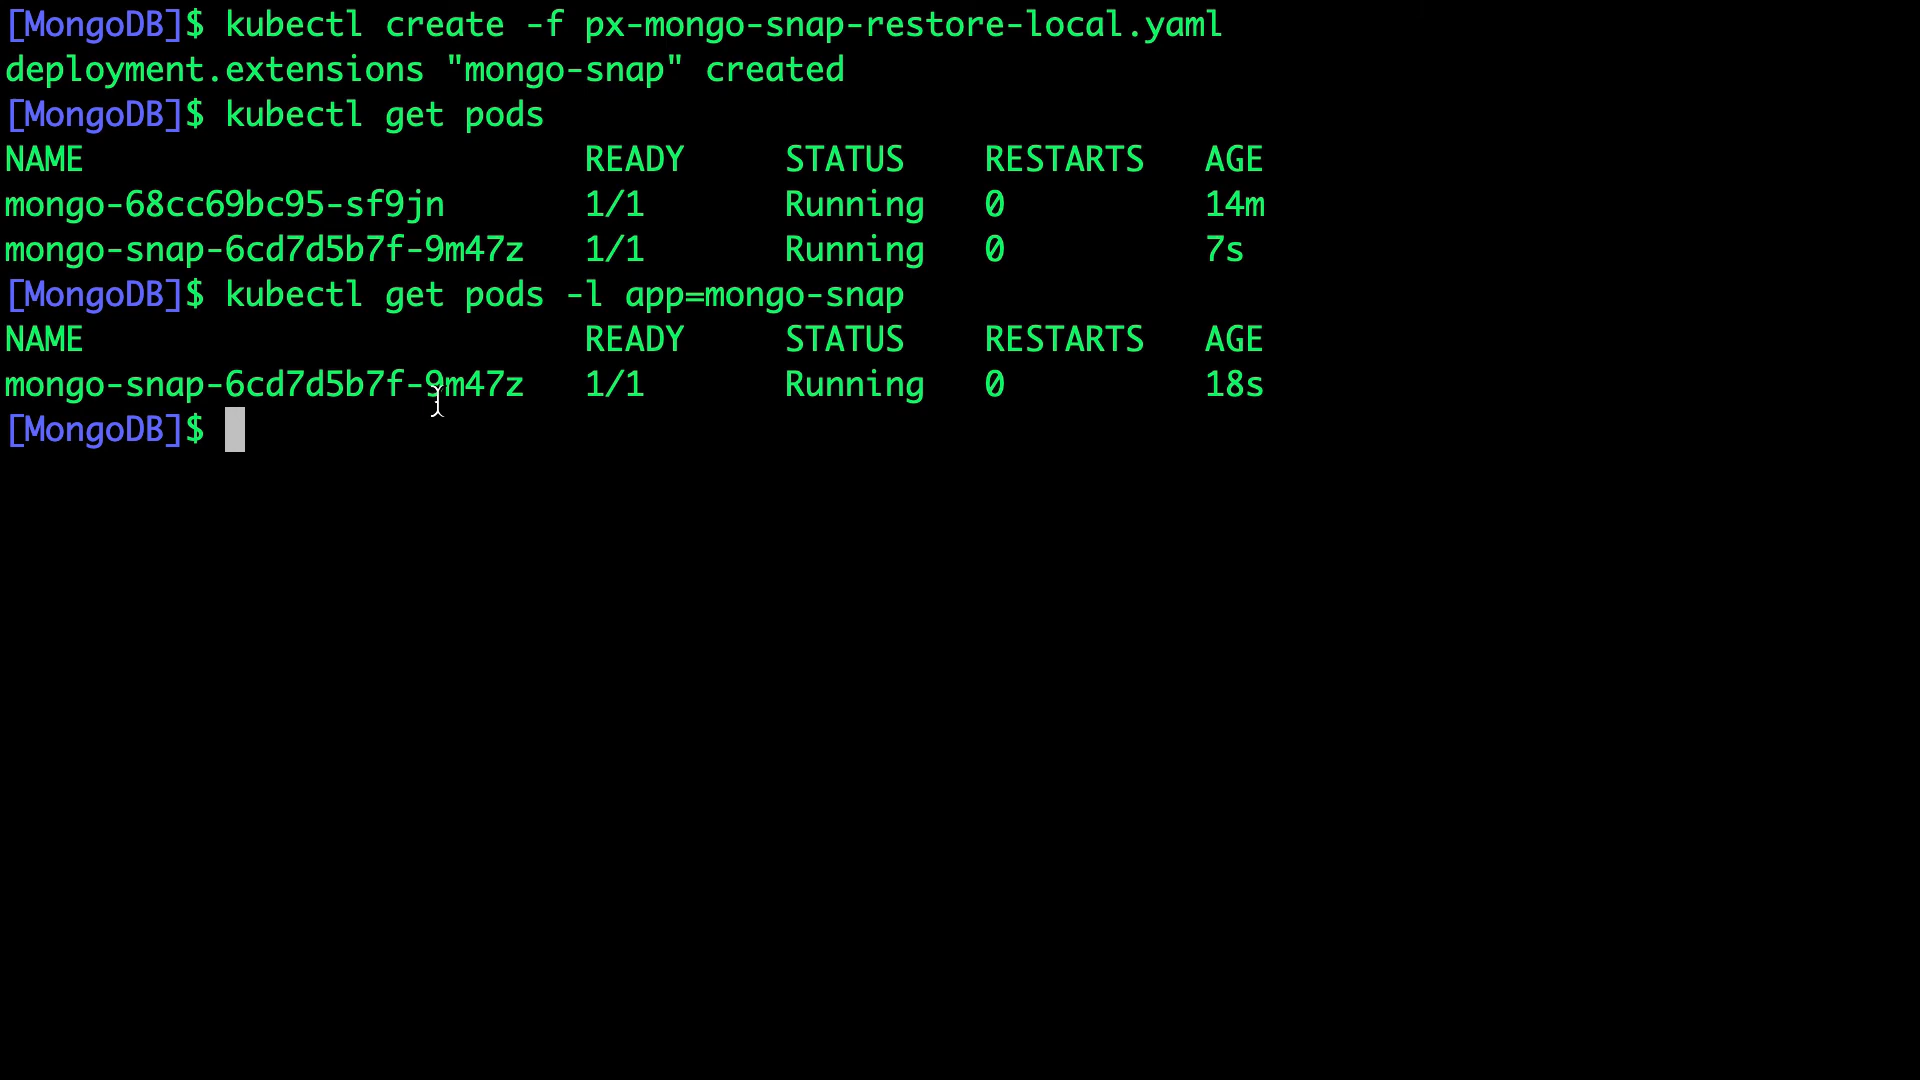 [MongoDB]$ kubectl create -f px-mongo-snap-restore-local.yaml
deployment.extensions "mongo-snap" created
[MongoDB]$ kubectl get pods
NAME READY STATUS RESTARTS AGE
mongo-68cc69bc95-sf9jn 1/1 Running 0 14m
mongo-snap-6cd7d5b7f-9m47z 1/1 Running 0 7s
[MongoDB]$ kubectl get pods -l app=mongo-snap
NAME READY STATUS RESTARTS AGE
mongo-snap-6cd7d5b7f-9m47z 1/1 Running 0 18s
[MongoDB]$